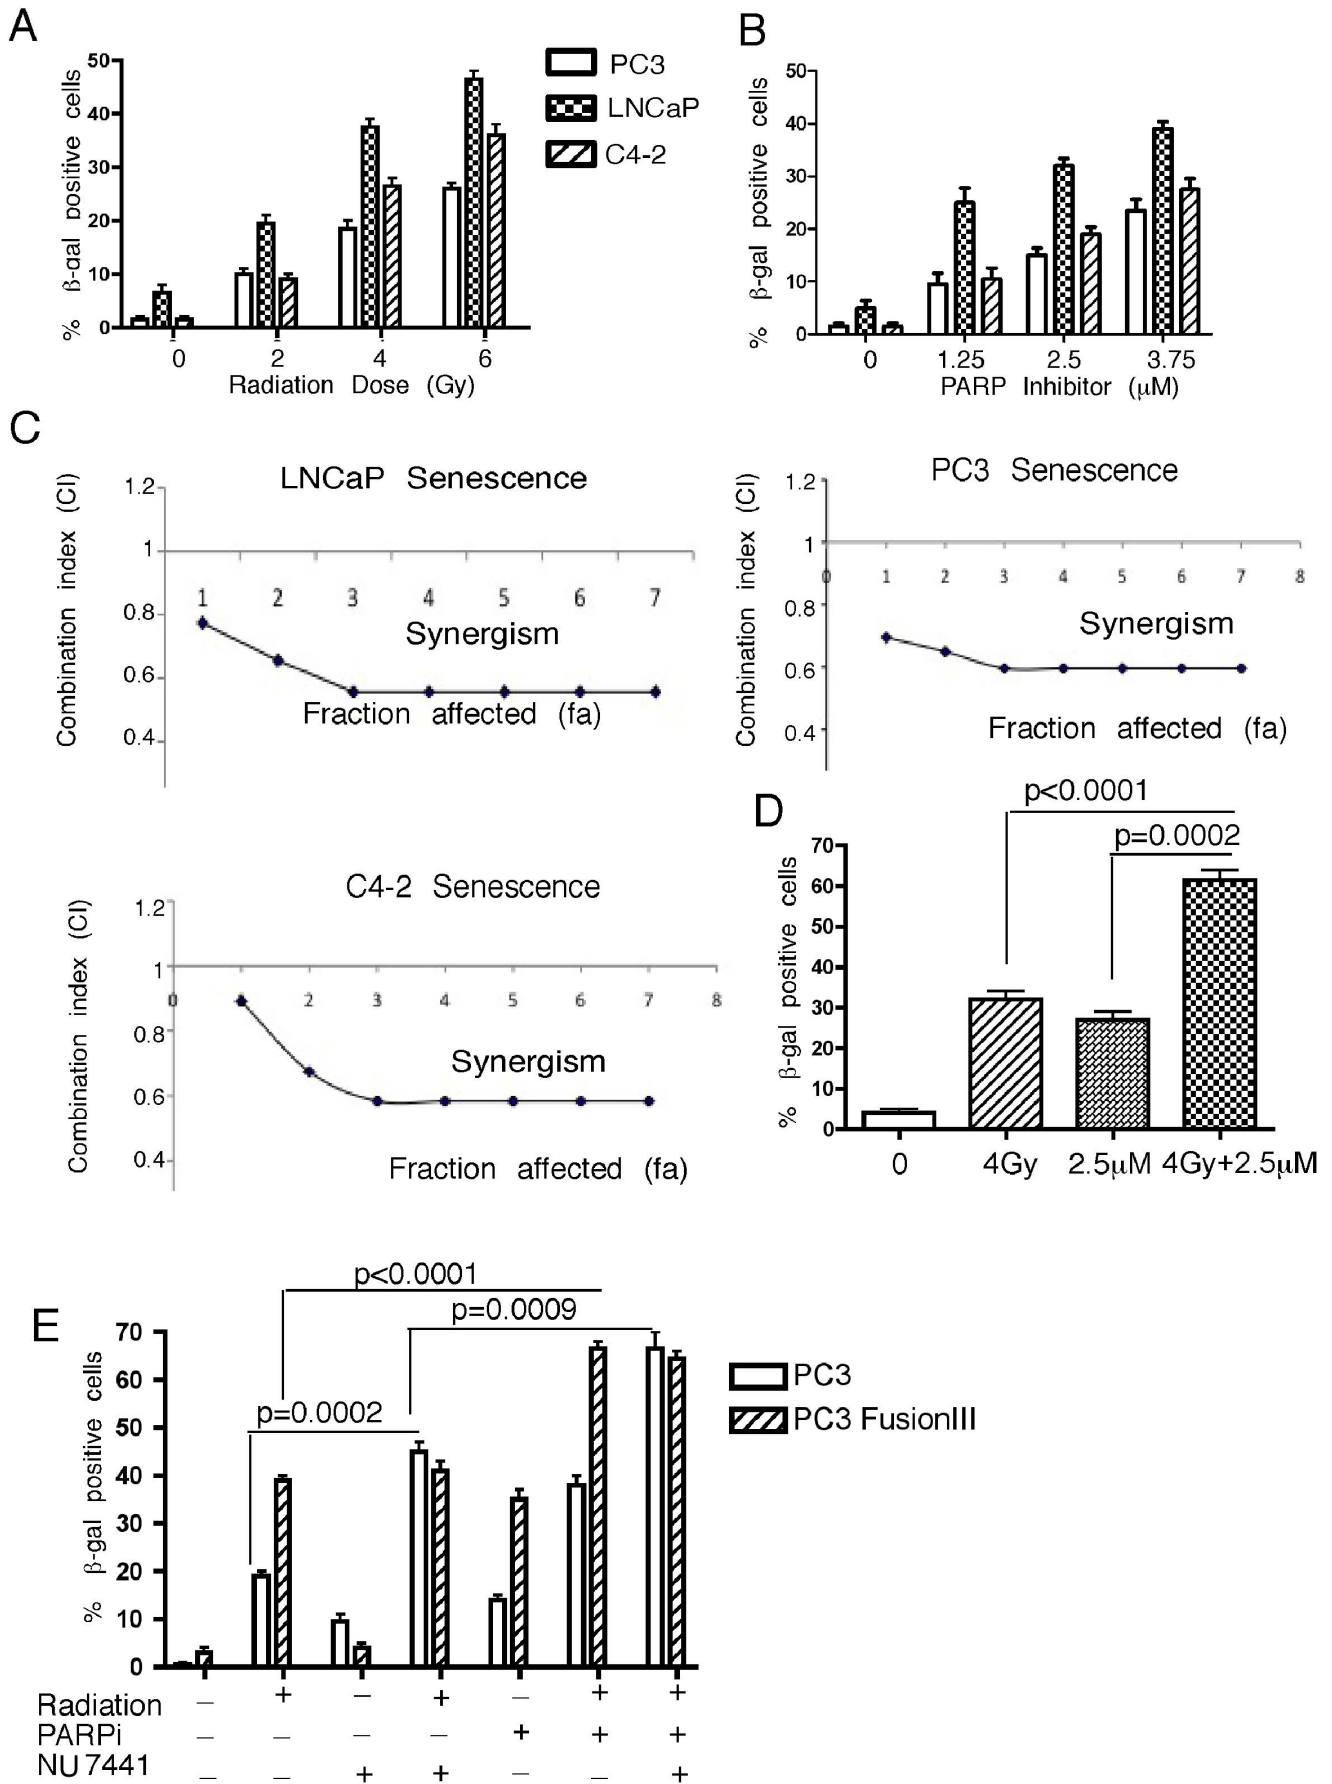 A
50
40
30
20
10
0
% ß-gal positive cells
0 2 4 6
Radiation Dose (Gy)
PC3
LNCaP
C4-2
B
50
40
30
20
10
0
% β-gal positive cells
0 1.25 2.5 3.75
PARP Inhibitor (μM)
C
LNCaP Senescence
Combination index (CI)
1.2
1
0.8
0.6
0.4
1 2 3 4 5 6 7
Synergism
Fraction affected (fa)
PC3 Senescence
Combination index (CI)
1.2
1
0.8
0.6
0.4
0 1 2 3 4 5 6 7 8
Synergism
Fraction affected (fa)
C4-2 Senescence
Combination index (CI)
1.2
1
0.8
0.6
0.4
0 1 2 3 4 5 6 7 8
Synergism
Fraction affected (fa)
D
p<0.0001
p=0.0002
70
60
50
40
30
20
10
0
% β-gal positive cells
0 4Gy 2.5μM 4Gy+2.5μM
E
p<0.0001
p=0.0009
p=0.0002
70
60
50
40
30
20
10
0
% β-gal positive cells
PC3
PC3 FusionIII
Radiation – + – + – + +
PARPi – – – – + + +
NU7441 – – + + – – +